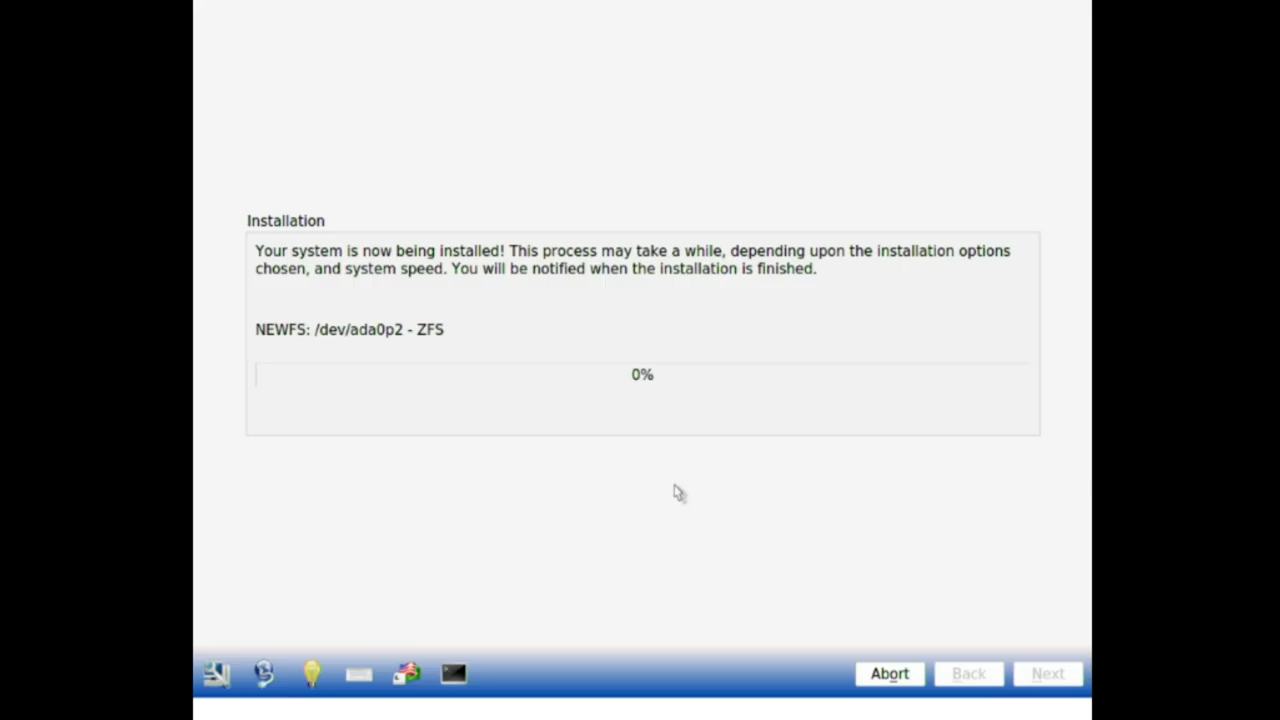 Installation
Your system is now being installed! This process may take a while, depending upon the installation options
chosen, and system speed. You will be notified when the installation is finished.
NEWFS: /dev/ada0p2 - ZFS
0%
Abort Back Next